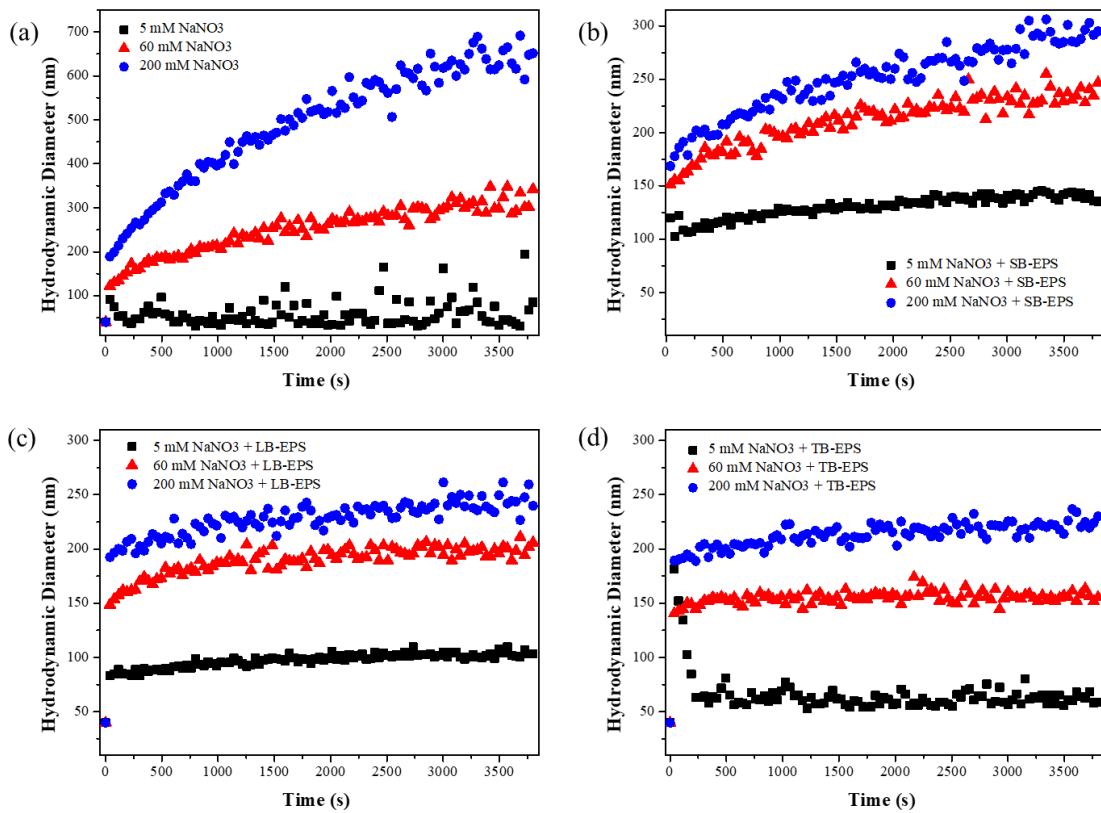 (a)
5 mM NaNO3
60 mM NaNO3
200 mM NaNO3
Hydrodynamic Diameter (nm)
700
600
500
400
300
200
100
0
500
1000
1500
2000
2500
3000
3500
Time (s)
(b)
Hydrodynamic Diameter (nm)
300
250
200
150
100
50
5 mM NaNO3 + SB-EPS
60 mM NaNO3 + SB-EPS
200 mM NaNO3 + SB-EPS
0
500
1000
1500
2000
2500
3000
3500
Time (s)
(c)
5 mM NaNO3 + LB-EPS
60 mM NaNO3 + LB-EPS
200 mM NaNO3 + LB-EPS
Hydrodynamic Diameter (nm)
300
250
200
150
100
50
0
500
1000
1500
2000
2500
3000
3500
Time (s)
(d)
5 mM NaNO3 + TB-EPS
60 mM NaNO3 + TB-EPS
200 mM NaNO3 + TB-EPS
Hydrodynamic Diameter (nm)
300
250
200
150
100
50
0
500
1000
1500
2000
2500
3000
3500
Time (s)